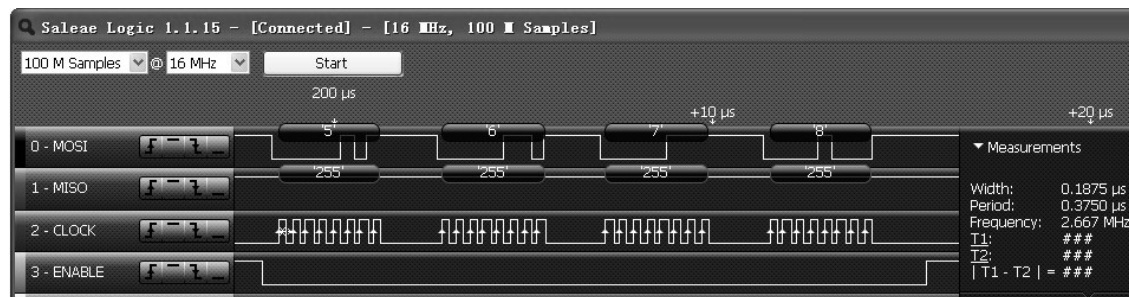 Saleae Logic 1.1.15 - [Connected] - [16 MHz, 100 M Samples]
100 M Samples @ 16 MHz Start
200 µs
+10 µs
+20 µs
0 - MOSI
'5' '6' '7' '8'
1 - MISO
'255' '255' '255' '255'
2 - CLOCK
3 - ENABLE
Measurements
Width: 0.1875 µs
Period: 0.3750 µs
Frequency: 2.667 MHz
T1: ###
T2: ###
| T1 - T2 | = ###